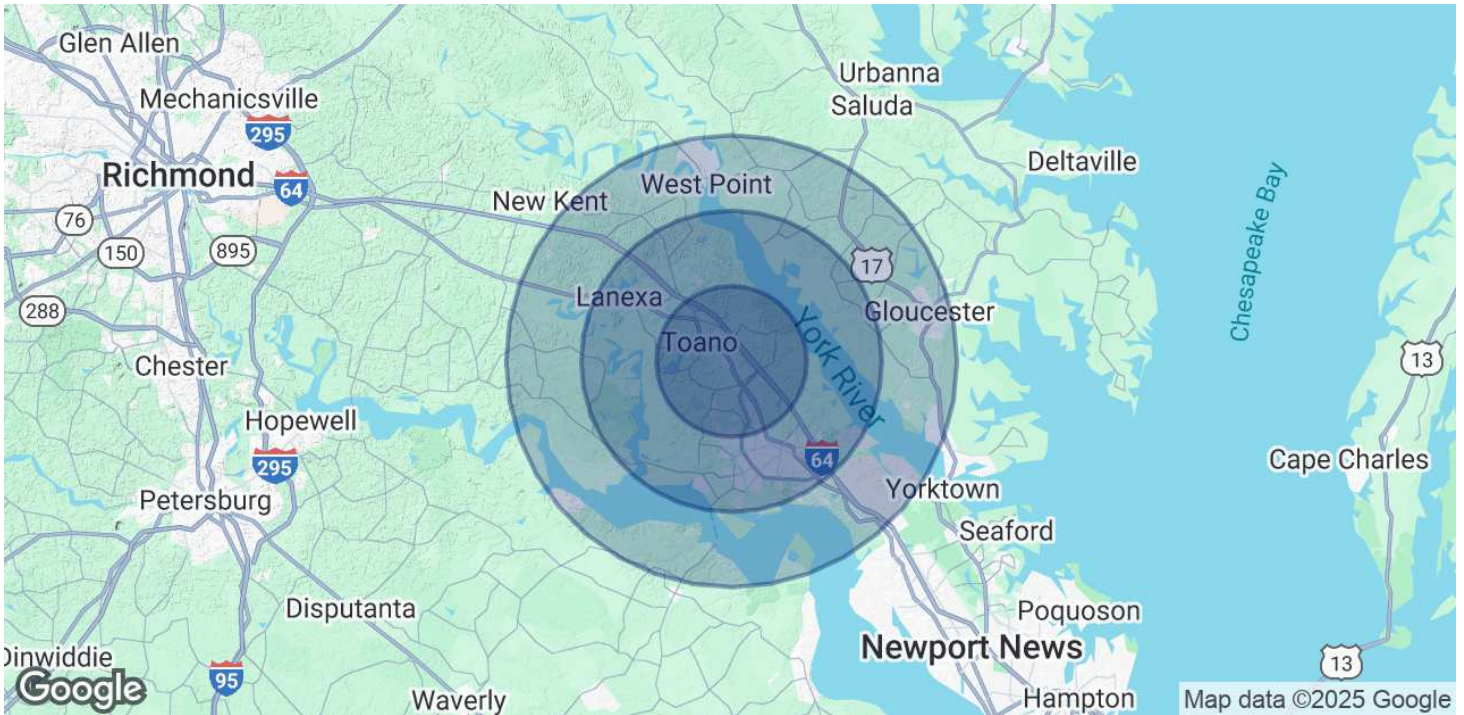 Glen Allen
Urbanna
Mechanicsville
Saluda
295
Deltaville
Richmond
64
West Point
New Kent
76
150
895
17
288
Lanexa
Gloucester
Toano
York River
Chesapeake Bay
Chester
13
Hopewell
64
295
Cape Charles
Petersburg
Yorktown
Seaford
Disputanta
Poquoson
Newport News
Dinwiddie
95
13
Google
Waverly
Hampton
Map data ©2025 Google